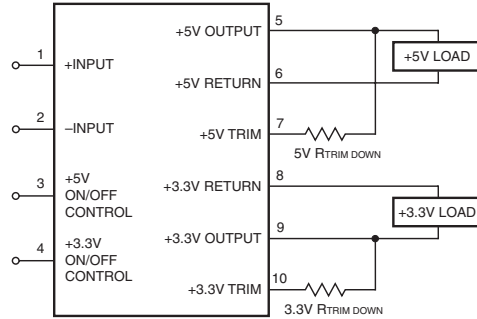 1
+INPUT
2
–INPUT
3
+5V
ON/OFF
CONTROL
4
+3.3V
ON/OFF
CONTROL
+5V OUTPUT
5
+5V RETURN
6
+5V TRIM
7
+3.3V RETURN
8
+3.3V OUTPUT
9
+3.3V TRIM
10
+5V LOAD
5V RTRIM DOWN
+3.3V LOAD
3.3V RTRIM DOWN